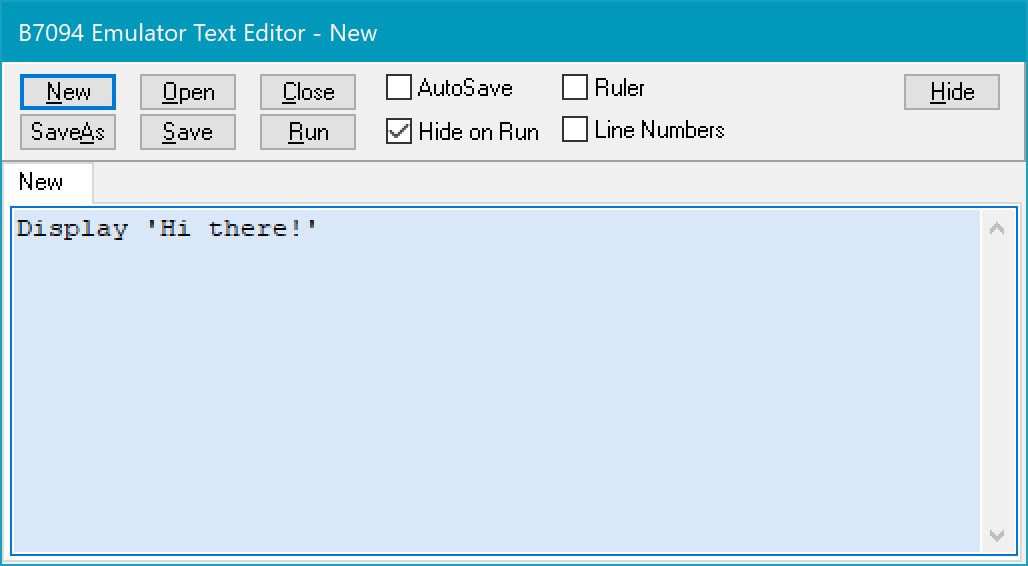 B7094 Emulator Text Editor - New
New Open Close AutoSave Ruler Hide
SaveAs Save Run Hide on Run Line Numbers
New
Display 'Hi there!'